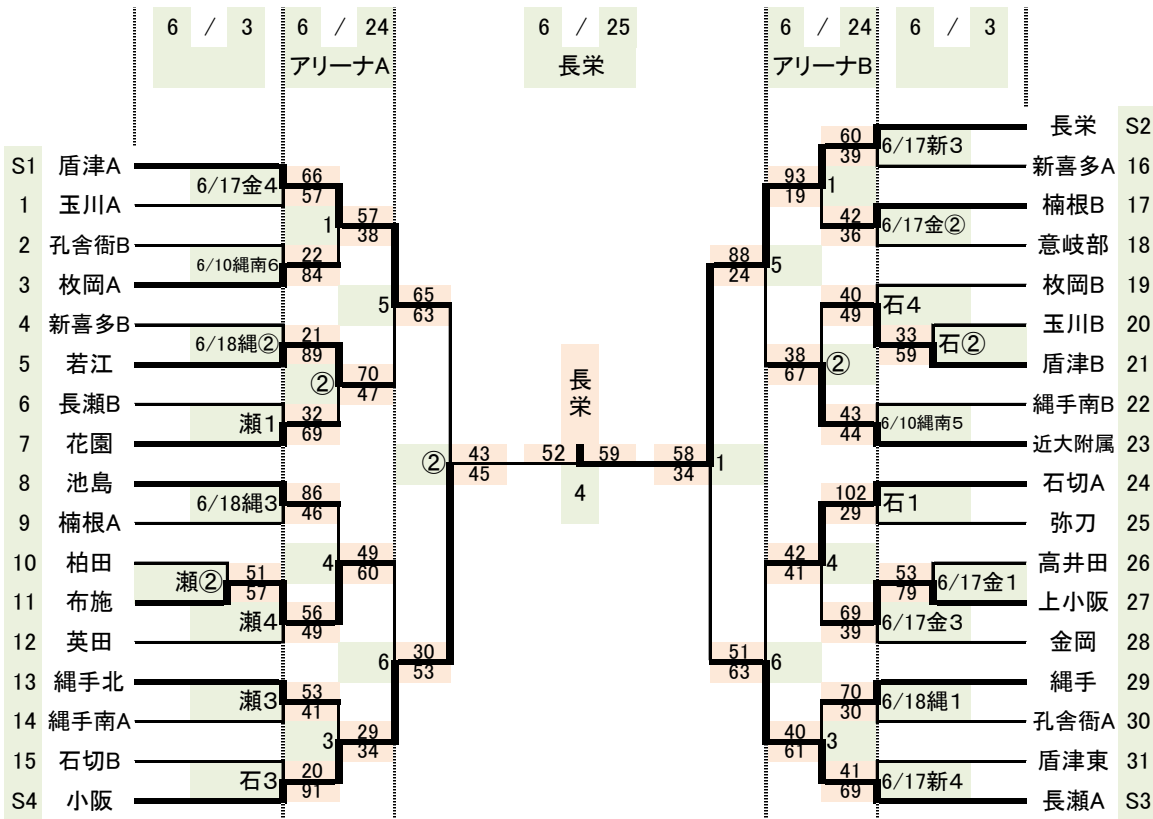 6 / 3
6 / 24
6 / 25
6 / 24
6 / 3
アリーナA
長栄
アリーナB
S1 盾津A
1 玉川A
2 孔舎衙B
3 枚岡A
4 新喜多B
5 若江
6 長瀬B
7 花園
8 池島
9 楠根A
10 柏田
11 布施
12 英田
13 縄手北
14 縄手南A
15 石切B
S4 小阪
6/17金4
6/10縄南6
6/18縄②
瀬1
6/18縄3
瀬②
瀬4
瀬3
石3
51
57
66
57
22
84
21
89
32
69
86
46
56
49
53
41
20
91
1
②
4
3
57
38
70
47
49
60
29
34
5
6
65
63
30
53
②
43
45
52
長栄
59
4
58
34
1
88
24
51
63
5
6
93
19
38
67
42
41
40
61
1
②
4
3
60
39
42
36
40
49
43
44
102
29
69
39
70
30
41
69
33
59
53
79
6/17新3
6/17金②
石4
石②
6/10縄南5
石1
6/17金1
6/17金3
6/18縄1
6/17新4
長栄 S2
新喜多A 16
楠根B 17
意岐部 18
枚岡B 19
玉川B 20
盾津B 21
縄手南B 22
近大附属 23
石切A 24
弥刀 25
高井田 26
上小阪 27
金岡 28
縄手 29
孔舎衙A 30
盾津東 31
長瀬A S3